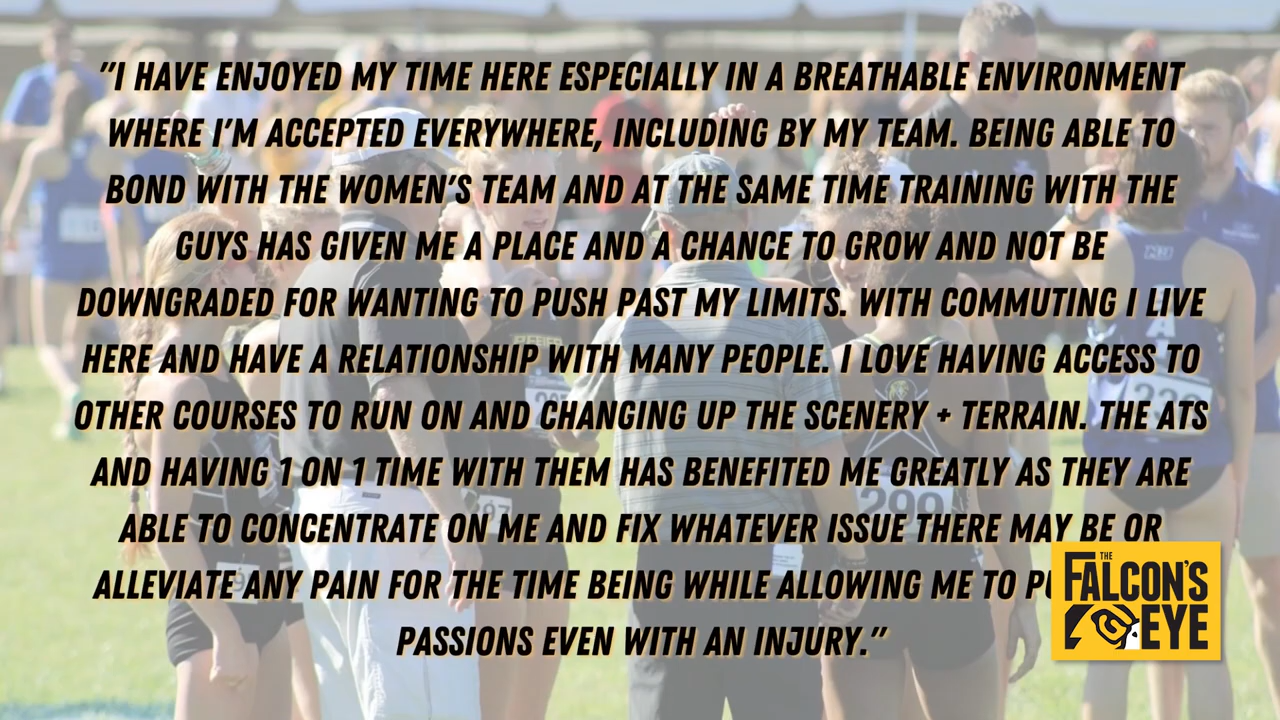 "I HAVE ENJOYED MY TIME HERE ESPECIALLY IN A BREATHABLE ENVIRONMENT
WHERE I'M ACCEPTED EVERYWHERE, INCLUDING BY MY TEAM. BEING ABLE TO
BOND WITH THE WOMEN'S TEAM AND AT THE SAME TIME TRAINING WITH THE
GUYS HAS GIVEN ME A PLACE AND A CHANCE TO GROW AND NOT BE
DOWNGRADED FOR WANTING TO PUSH PAST MY LIMITS. WITH COMMUTING I LIVE
HERE AND HAVE A RELATIONSHIP WITH MANY PEOPLE. I LOVE HAVING ACCESS TO
OTHER COURSES TO RUN ON AND CHANGING UP THE SCENERY + TERRAIN. THE ATS
AND HAVING 1 ON 1 TIME WITH THEM HAS BENEFITED ME GREATLY AS THEY ARE
ABLE TO CONCENTRATE ON ME AND FIX WHATEVER ISSUE THERE MAY BE OR
ALLEVIATE ANY PAIN FOR THE TIME BEING WHILE ALLOWING ME TO
PASSIONS EVEN WITH AN INJURY."
THE
FALCON'S
EYE
299